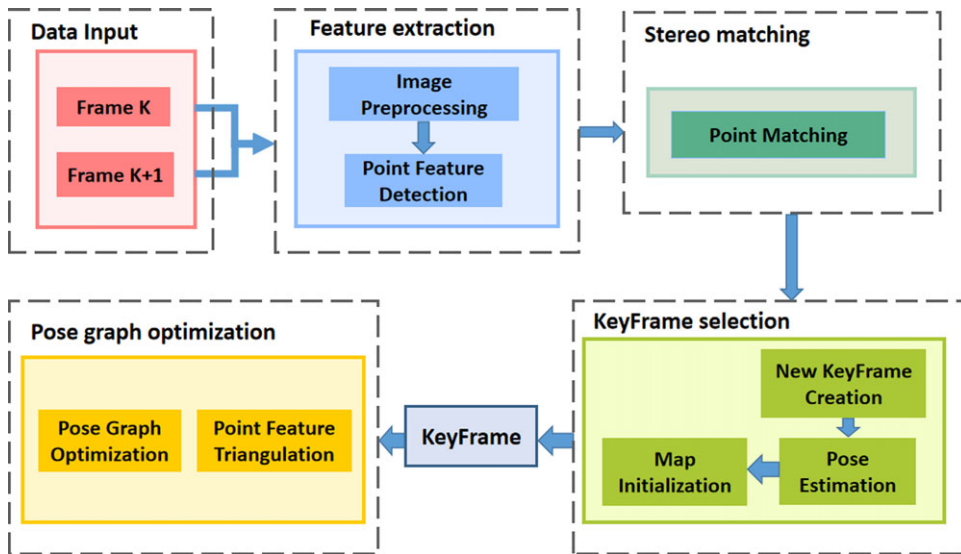 Data Input
Frame K
Frame K+1
Feature extraction
Image
Preprocessing
Point Feature
Detection
Stereo matching
Point Matching
KeyFrame selection
New KeyFrame
Creation
Pose
Estimation
Map
Initialization
KeyFrame
Pose graph optimization
Pose Graph
Optimization
Point Feature
Triangulation